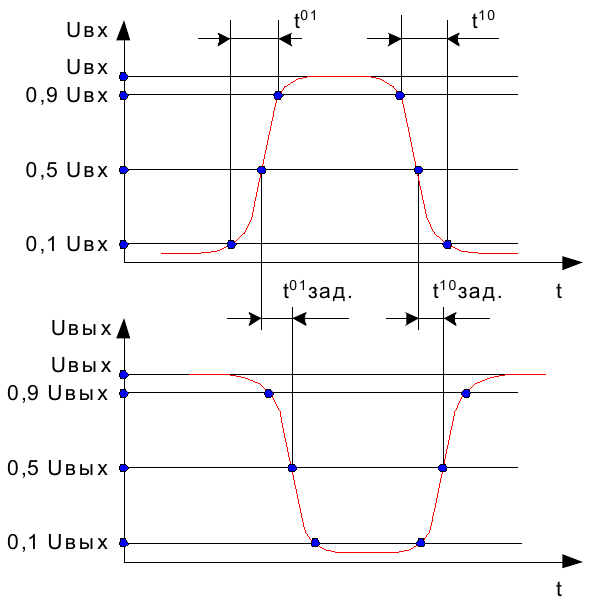 Uвх
t⁰¹
t¹⁰
Uвх
0,9 Uвх
0,5 Uвх
0,1 Uвх
t
t⁰¹зад.
t¹⁰зад.
Uвых
Uвых
0,9 Uвых
0,5 Uвых
0,1 Uвых
t